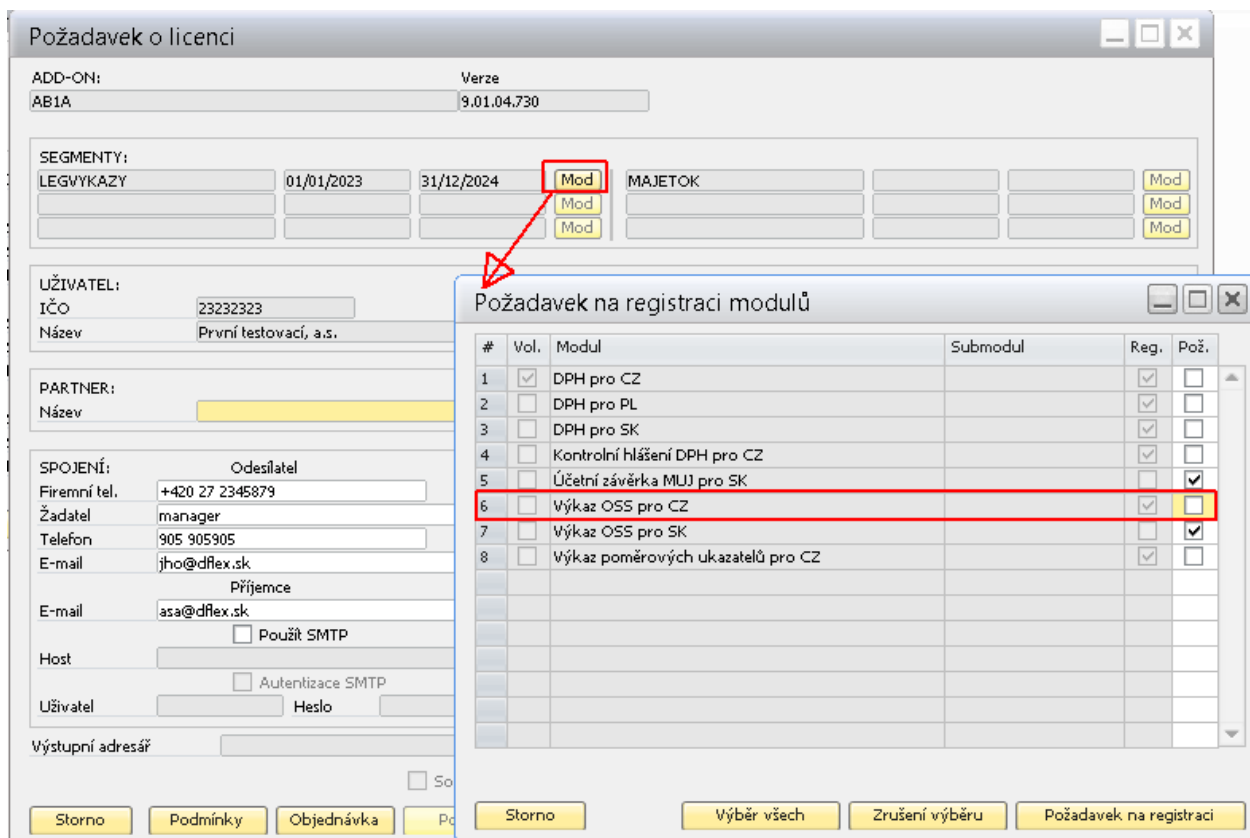 Požadavek o licenci
ADD-ON: Verze
AB1A 9.01.04.730
SEGMENTY:
LEGVYKAZY 01/01/2023 31/12/2024 Mod MAJETOK Mod
Mod Mod
Mod Mod
UŽIVATEL:
IČO 23232323
Název První testovací, a.s.
PARTNER:
Název
SPOJENÍ: Odesílatel
Firemní tel. +420 27 2345879
Žadatel manager
Telefon 905 905905
E-mail jho@dflex.sk
Příjemce
E-mail asa@dflex.sk
Použít SMTP
Host
Autentizace SMTP
Uživatel Heslo
Výstupní adresář
So
Storno Podmínky Objednávka
Požadavek na registraci modulů
# Vol. Modul Submodul Reg. Pož.
1 DPH pro CZ
2 DPH pro PL
3 DPH pro SK
4 Kontrolní hlášení DPH pro CZ
5 Účetní závěrka MUJ pro SK
6 Výkaz OSS pro CZ
7 Výkaz OSS pro SK
8 Výkaz poměrových ukazatelů pro CZ
Storno Výběr všech Zrušení výběru Požadavek na registraci